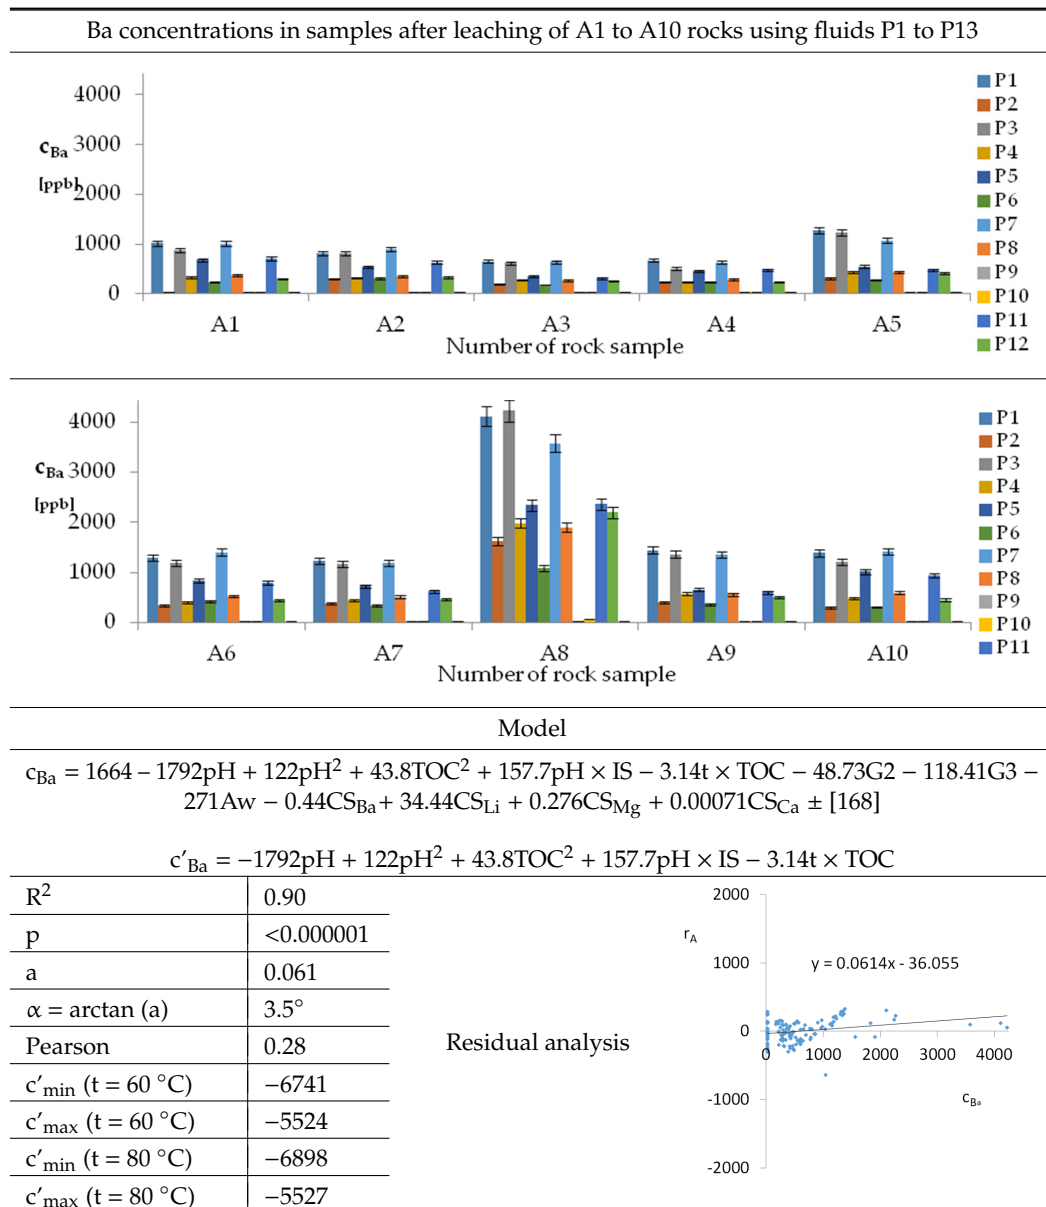 Ba concentrations in samples after leaching of A1 to A10 rocks using fluids P1 to P13
4000
3000
2000
1000
0
cBa
[ppb]
A1 A2 A3 A4 A5
Number of rock sample
P1
P2
P3
P4
P5
P6
P7
P8
P9
P10
P11
P12
4000
3000
2000
1000
0
cBa
[ppb]
A6 A7 A8 A9 A10
Number of rock sample
P1
P2
P3
P4
P5
P6
P7
P8
P9
P10
P11
Model
cBa = 1664 – 1792pH + 122pH² + 43.8TOC² + 157.7pH × IS – 3.14t × TOC – 48.73G2 – 118.41G3 –
271Aw – 0.44CSBa+ 34.44CSLi + 0.276CSMg + 0.00071CSCa ± [168]
c′Ba = −1792pH + 122pH² + 43.8TOC² + 157.7pH × IS − 3.14t × TOC
R² 0.90
p <0.000001
a 0.061
α = arctan (a) 3.5°
Pearson 0.28
c′min (t = 60 °C) −6741
c′max (t = 60 °C) −5524
c′min (t = 80 °C) −6898
c′max (t = 80 °C) −5527
Residual analysis
2000
1000
0
-1000
-2000
rA
y = 0.0614x - 36.055
0 1000 2000 3000 4000
cBa